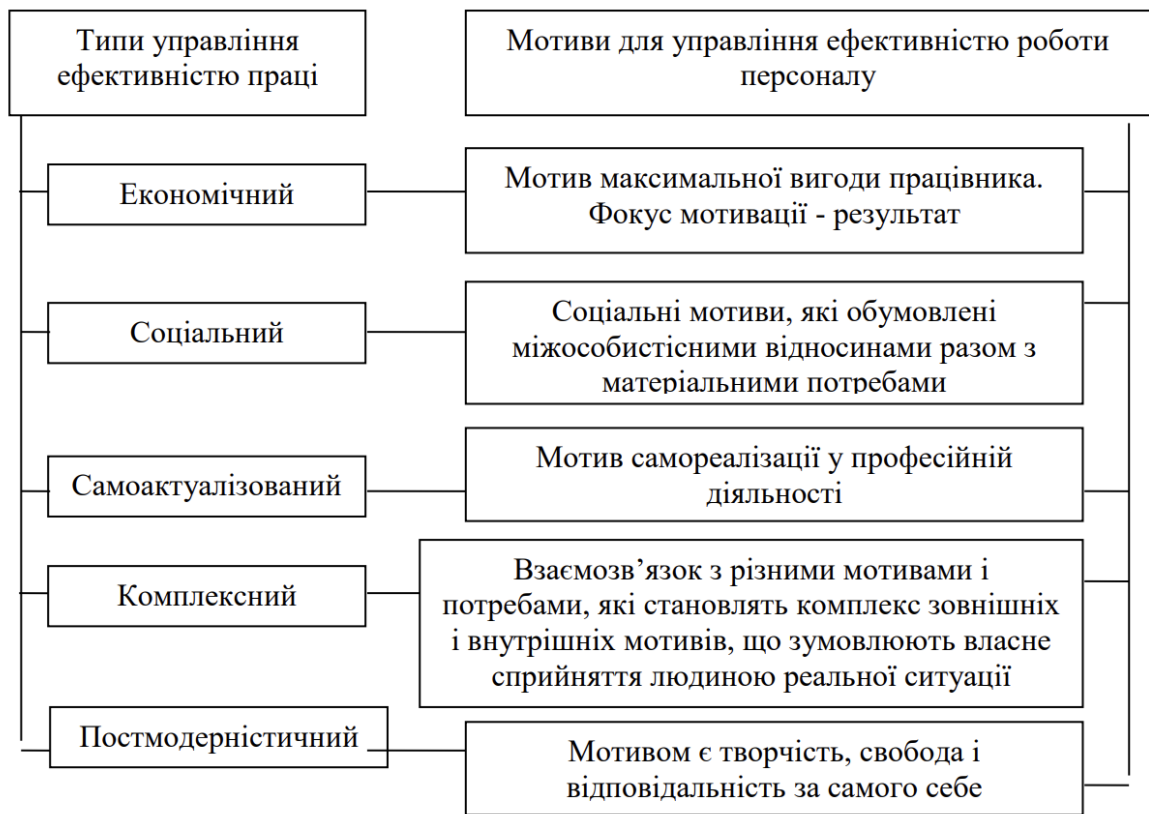 Типи управління
ефективністю праці
Мотиви для управління ефективністю роботи
персоналу
Економічний
Мотив максимальної вигоди працівника.
Фокус мотивації - результат
Соціальний
Соціальні мотиви, які обумовлені
міжособистісними відносинами разом з
матеріальними потребами
Самоактуалізований
Мотив самореалізації у професійній
діяльності
Комплексний
Взаємозв’язок з різними мотивами і
потребами, які становлять комплекс зовнішніх
і внутрішніх мотивів, що зумовлюють власне
сприйняття людиною реальної ситуації
Постмодерністичний
Мотивом є творчість, свобода і
відповідальність за самого себе